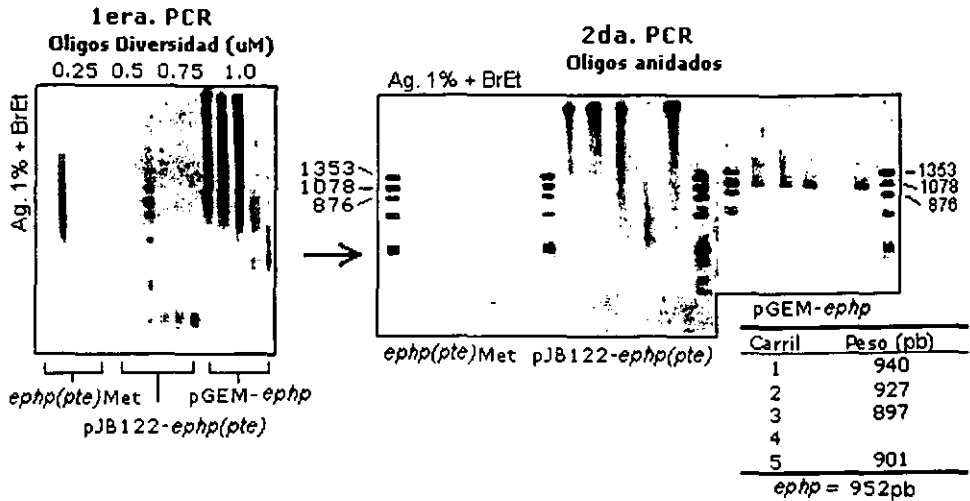 1era. PCR
Oligos Diversidad (uM)
0.25 0.5 0.75 1.0
Ag. 1% + BrEt
ephp(pte)Met
pGEM-ephp
pJB122-ephp(pte)
2da. PCR
Oligos anidados
Ag. 1% + BrEt
1353
1078
876
1353
1078
876
ephp(pte)Met pJB122-ephp(pte)
pGEM-ephp
Carril Peso (pb)
1 940
2 927
3 897
4
5 901
ephp = 952pb